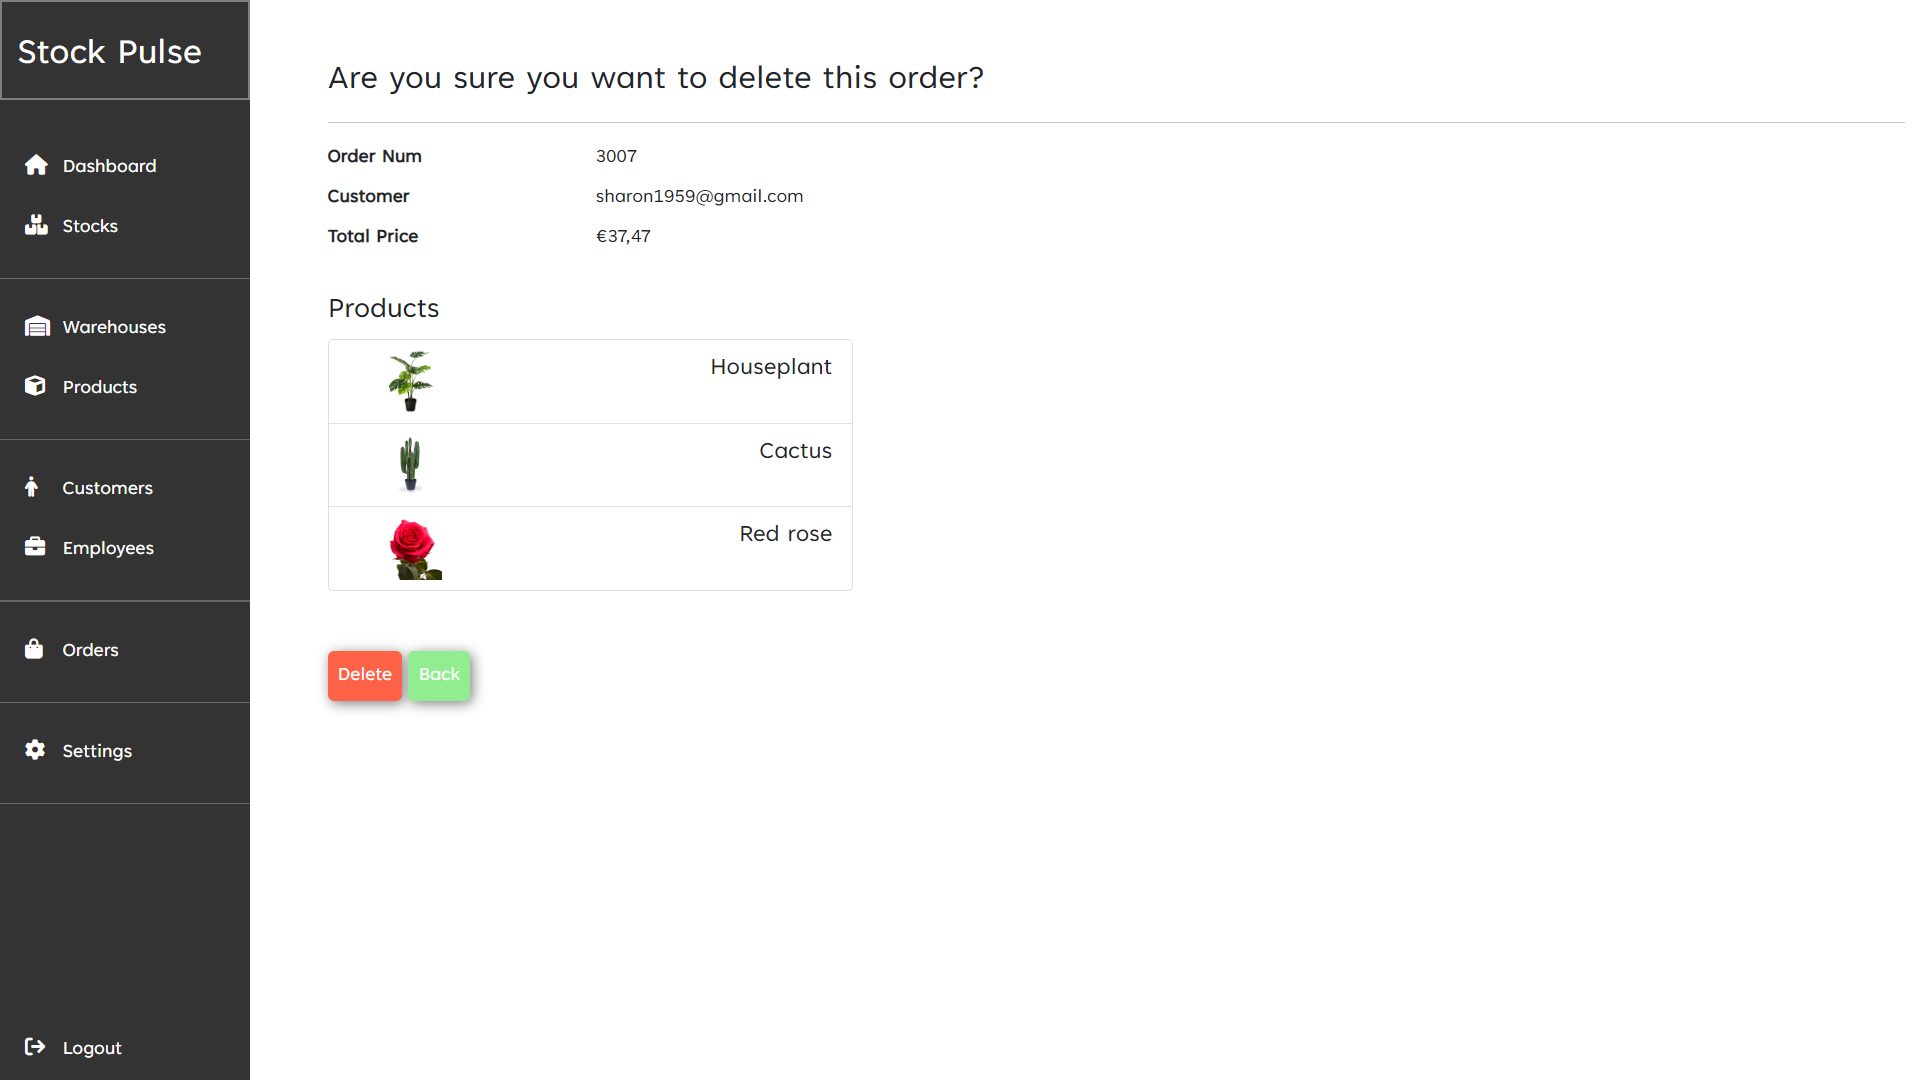 Stock Pulse
Dashboard
Stocks
Warehouses
Products
Customers
Employees
Orders
Settings
Logout
Are you sure you want to delete this order?
Order Num 3007
Customer sharon1959@gmail.com
Total Price €37,47
Products
Houseplant
Cactus
Red rose
Delete Back